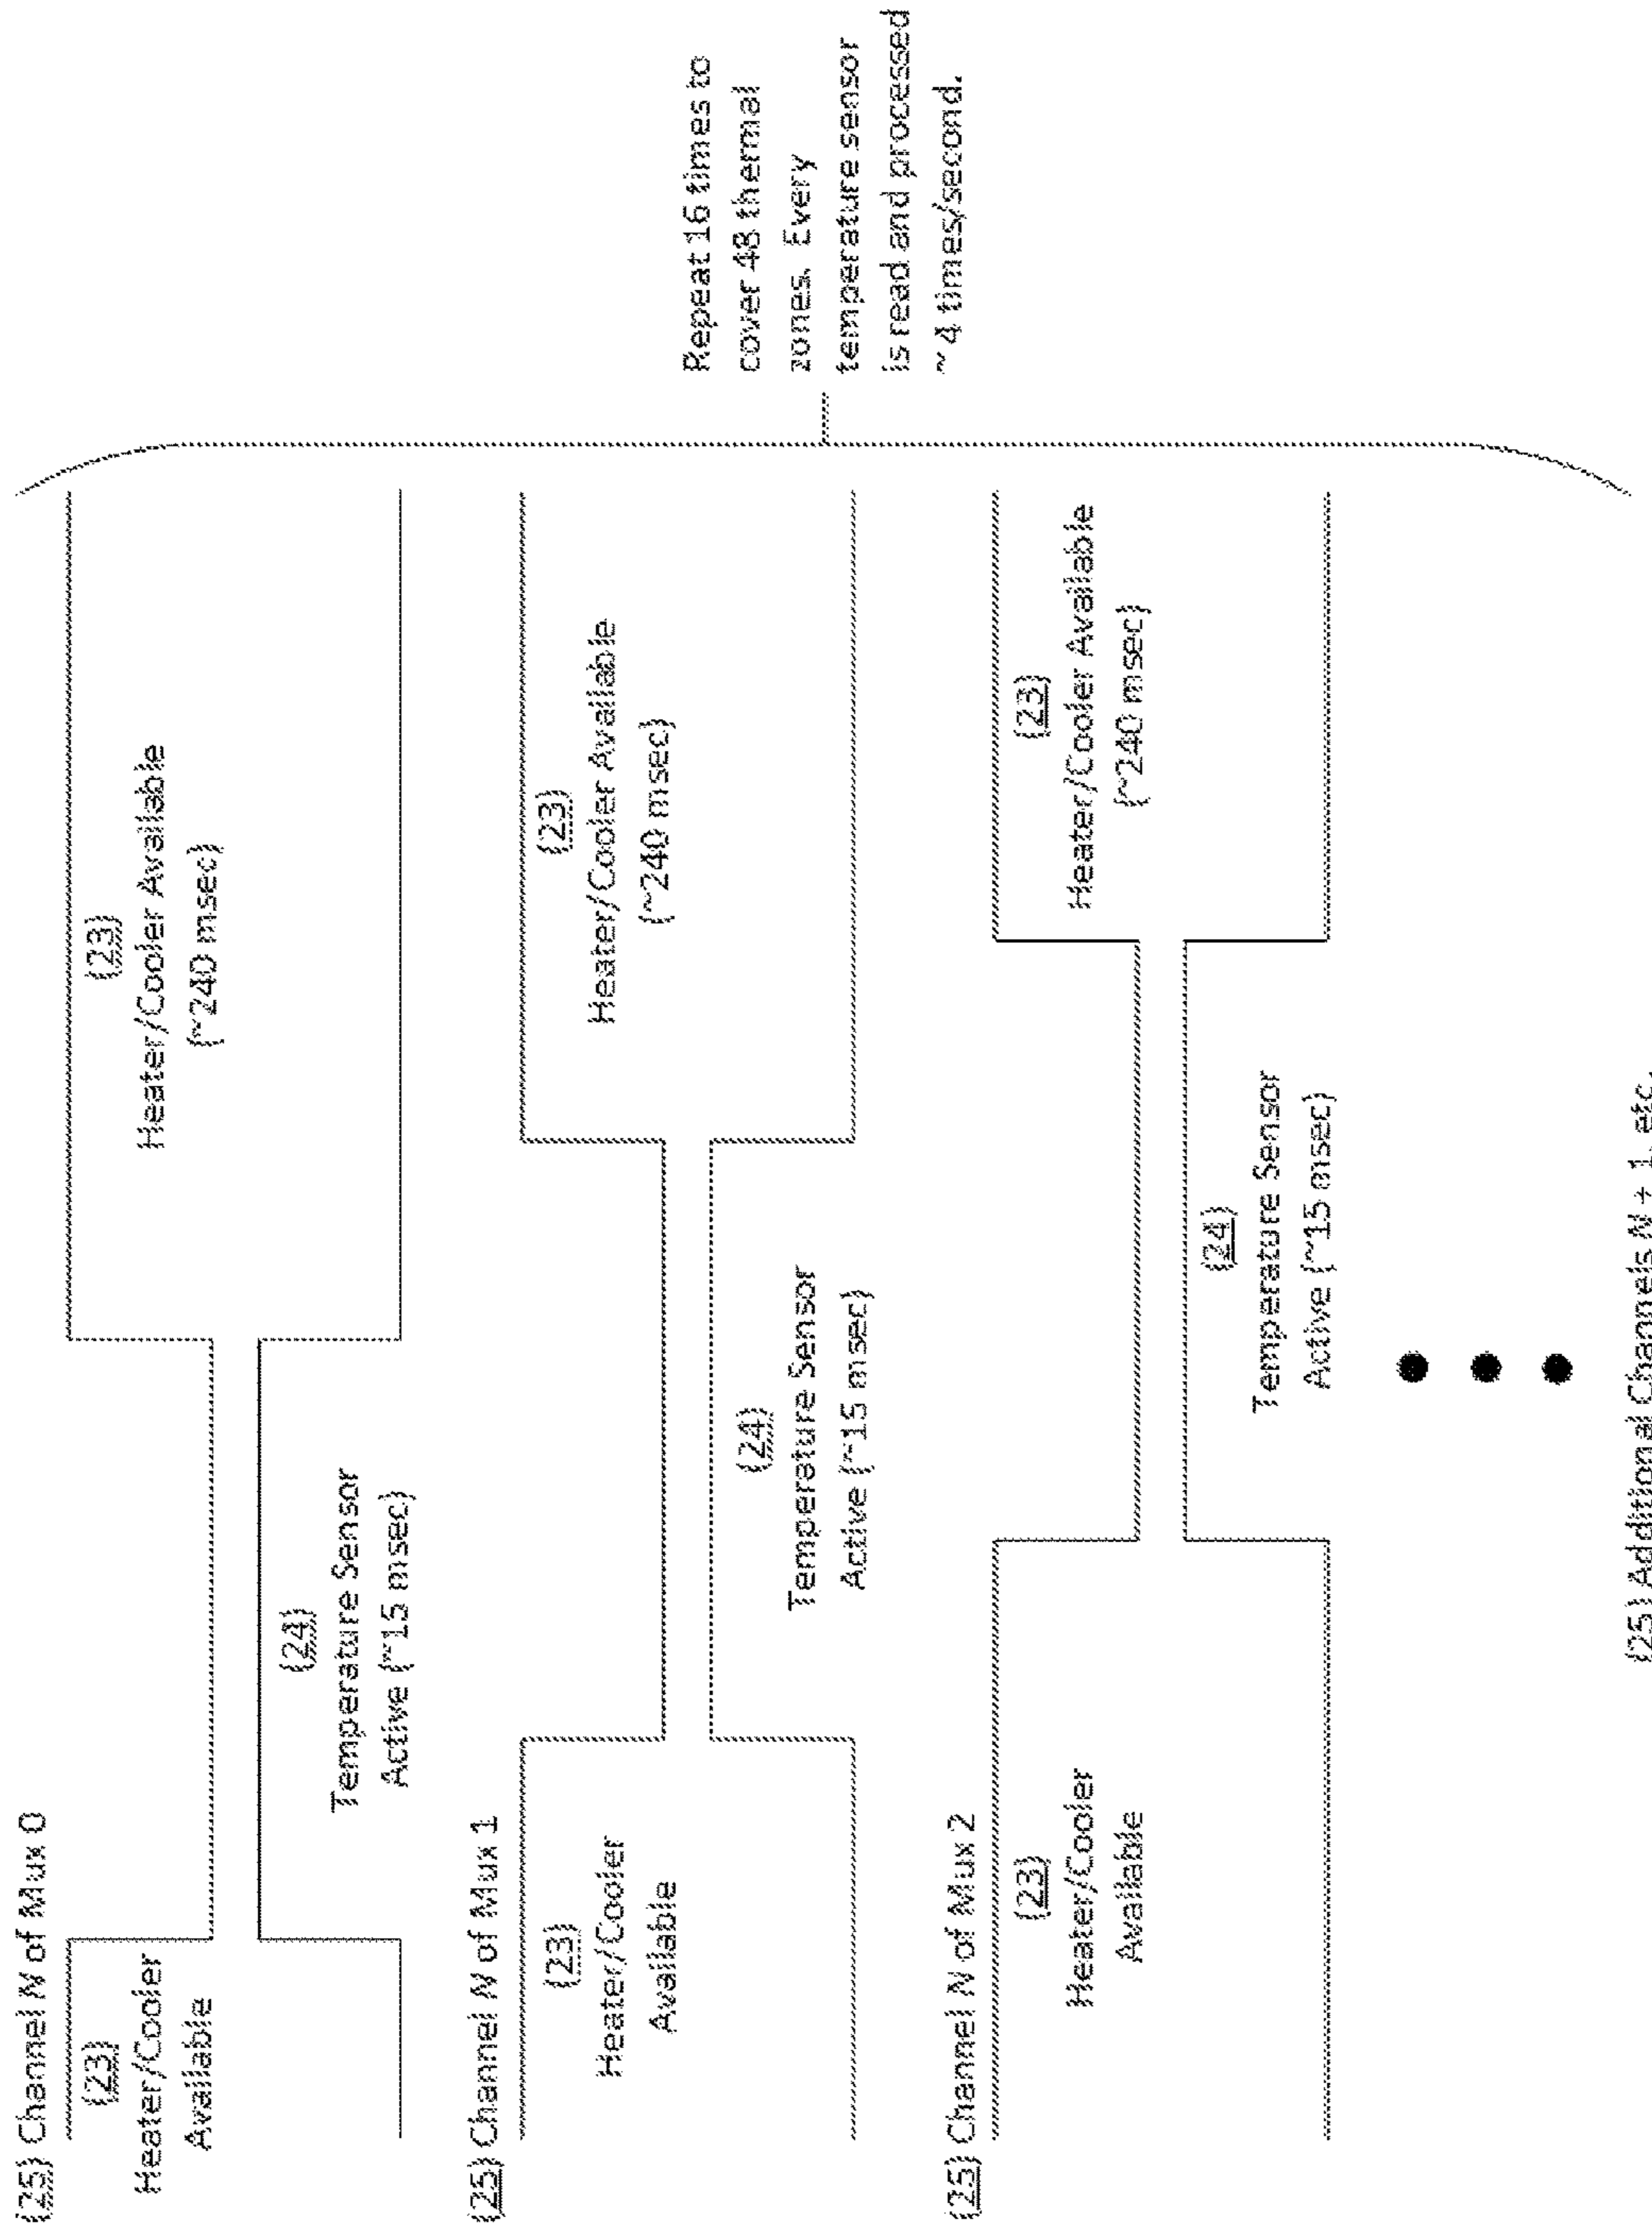 (25) Channel N of Mux 0
(23)
Heater/Cooler
Available
(24)
Temperature Sensor
Active (~15 msec)
(23)
Heater/Cooler Available
(~240 msec)
(25) Channel N of Mux 1
(23)
Heater/Cooler
Available
(24)
Temperature Sensor
Active (~15 msec)
(23)
Heater/Cooler Available
(~240 msec)
(25) Channel N of Mux 2
(23)
Heater/Cooler
Available
(24)
Temperature Sensor
Active (~15 msec)
(23)
Heater/Cooler Available
(~240 msec)
(25) Additional Channels N + 1, etc.
Repeat 16 times to
cover 48 thermal
zones. Every
temperature sensor
is read and processed
~4 times/second.